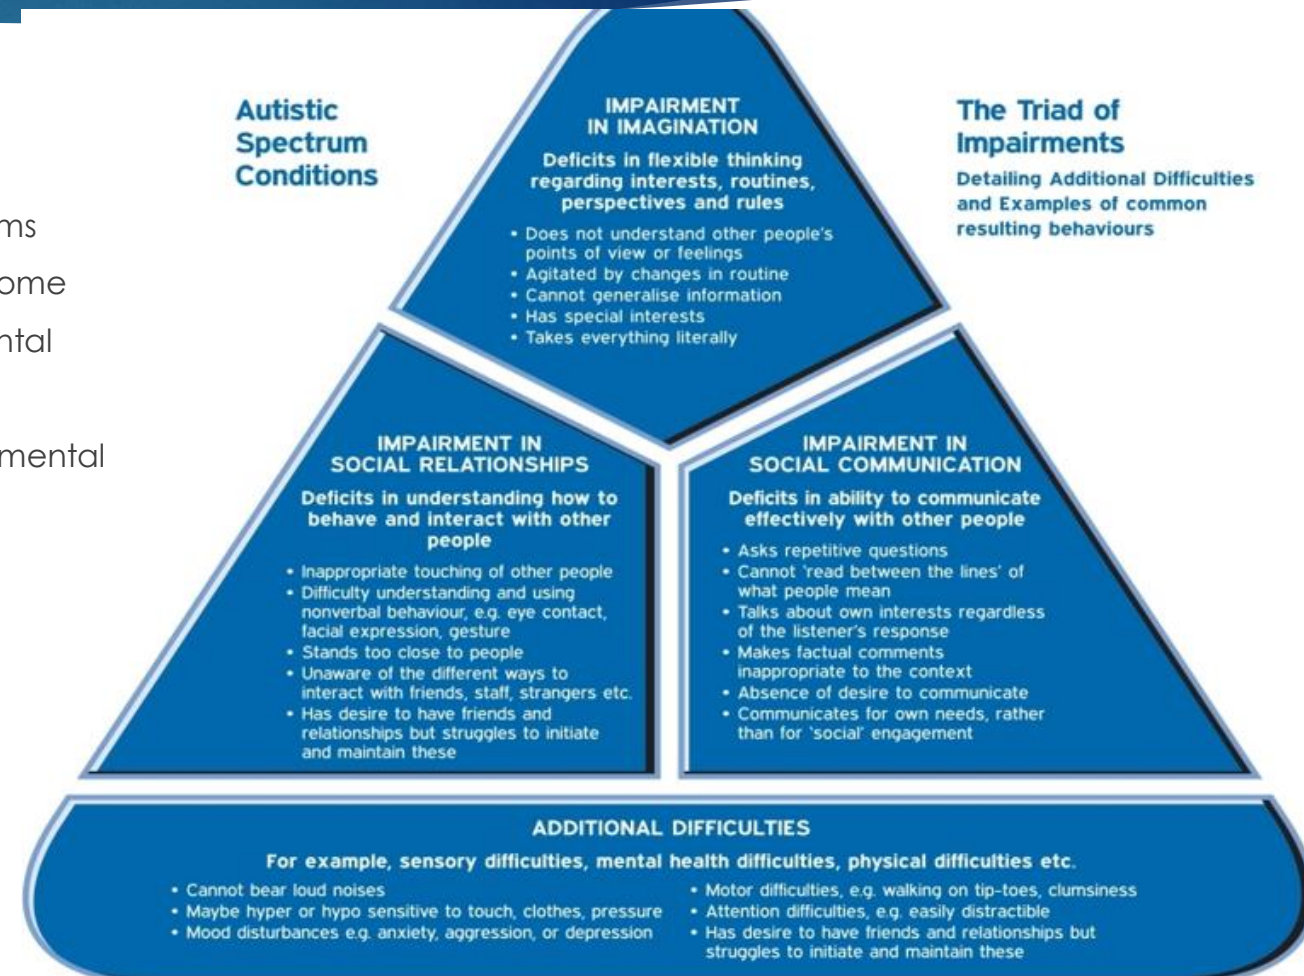 Autistic
Spectrum
Conditions
The Triad of
Impairments
Detailing Additional Difficulties
and Examples of common
resulting behaviours
ms
ome
ntal
mental
IMPAIRMENT
IN IMAGINATION
Deficits in flexible thinking
regarding interests, routines,
perspectives and rules
• Does not understand other people's
points of view or feelings
• Agitated by changes in routine
• Cannot generalise information
• Has special interests
• Takes everything literally
IMPAIRMENT IN
SOCIAL RELATIONSHIPS
Deficits in understanding how to
behave and interact with other
people
• Inappropriate touching of other people
• Difficulty understanding and using
nonverbal behaviour, e.g. eye contact,
facial expression, gesture
• Stands too close to people
• Unaware of the different ways to
interact with friends, staff, strangers etc.
• Has desire to have friends and
relationships but struggles to initiate
and maintain these
IMPAIRMENT IN
SOCIAL COMMUNICATION
Deficits in ability to communicate
effectively with other people
• Asks repetitive questions
• Cannot 'read between the lines' of
what people mean
• Talks about own interests regardless
of the listener's response
• Makes factual comments
inappropriate to the context
• Absence of desire to communicate
• Communicates for own needs, rather
than for 'social' engagement
ADDITIONAL DIFFICULTIES
For example, sensory difficulties, mental health difficulties, physical difficulties etc.
• Cannot bear loud noises
• Maybe hyper or hypo sensitive to touch, clothes, pressure
• Mood disturbances e.g. anxiety, aggression, or depression
• Motor difficulties, e.g. walking on tip-toes, clumsiness
• Attention difficulties, e.g. easily distractible
• Has desire to have friends and relationships but
struggles to initiate and maintain these